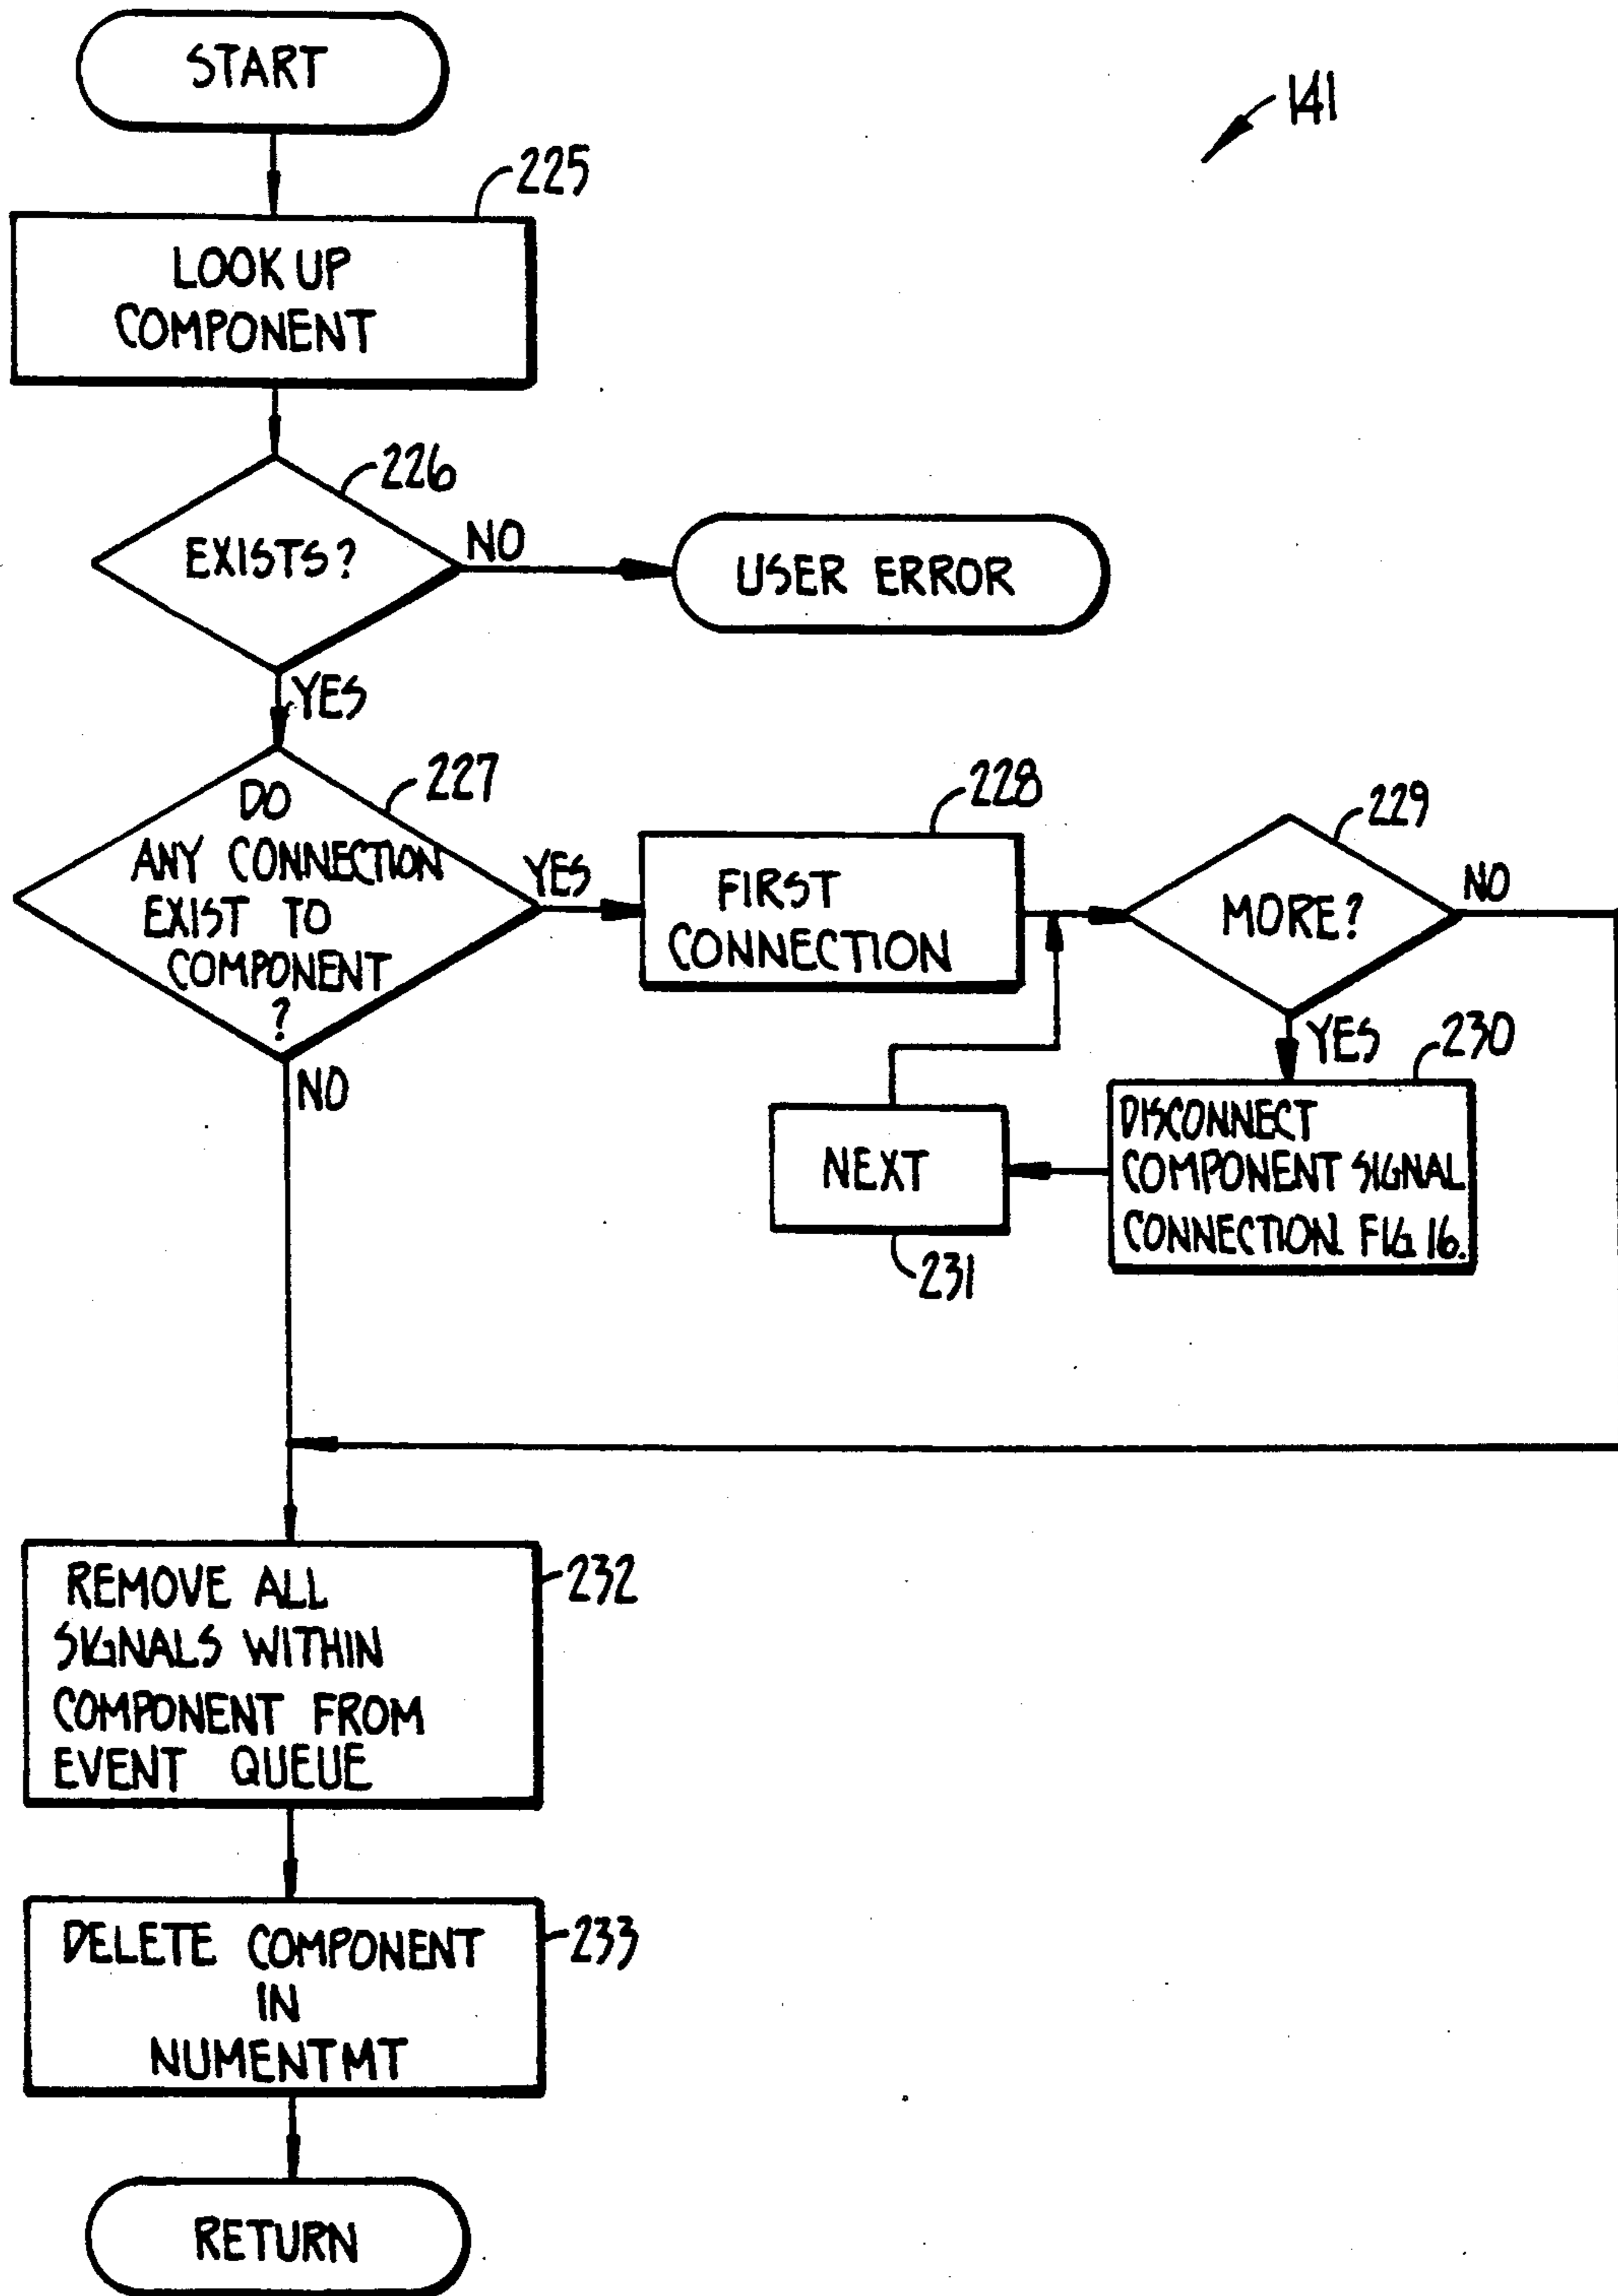 START
141
225
LOOK UP
COMPONENT
226
EXISTS?
NO
USER ERROR
YES
227
DO
ANY CONNECTION
EXIST TO
COMPONENT
?
YES
228
FIRST
CONNECTION
229
MORE?
NO
YES
230
DISCONNECT
COMPONENT SIGNAL
CONNECTION. FIG. 16.
NEXT
231
NO
232
REMOVE ALL
SIGNALS WITHIN
COMPONENT FROM
EVENT QUEUE
233
DELETE COMPONENT
IN
NUMENTMT
RETURN